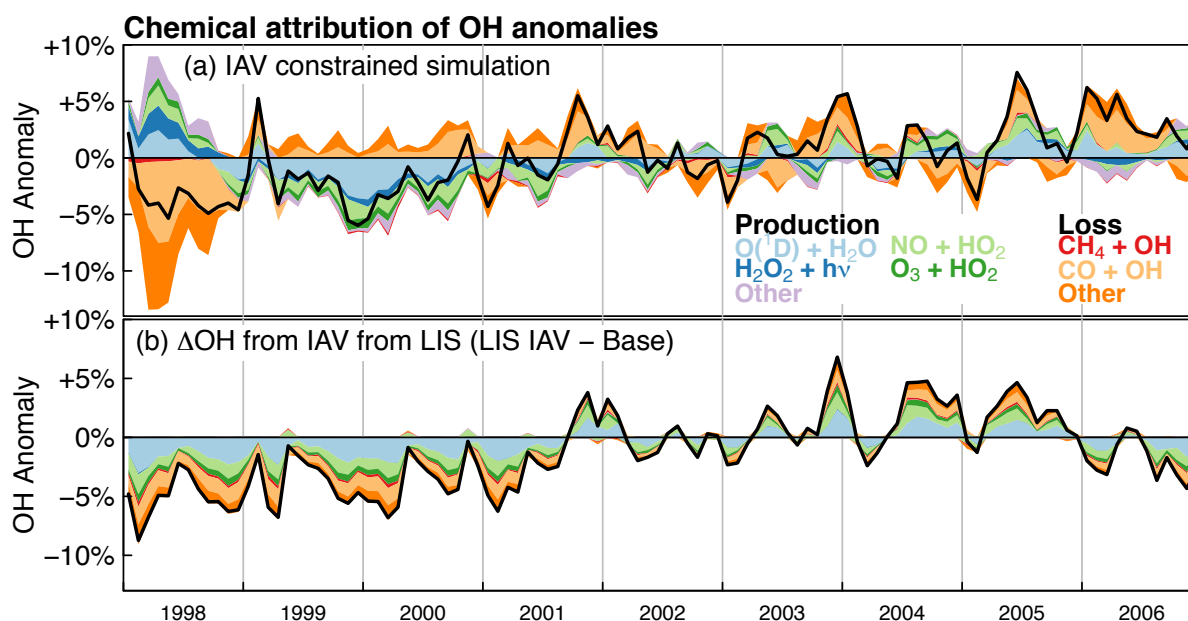 Chemical attribution of OH anomalies
+10%
(a) IAV constrained simulation
+5%
0%
−5%
−10%
OH Anomaly
Production
O(¹D) + H₂O
NO + HO₂
H₂O₂ + hν
O₃ + HO₂
Other
Loss
CH₄ + OH
CO + OH
Other
+10%
(b) ΔOH from IAV from LIS (LIS IAV − Base)
+5%
0%
−5%
−10%
OH Anomaly
1998 1999 2000 2001 2002 2003 2004 2005 2006